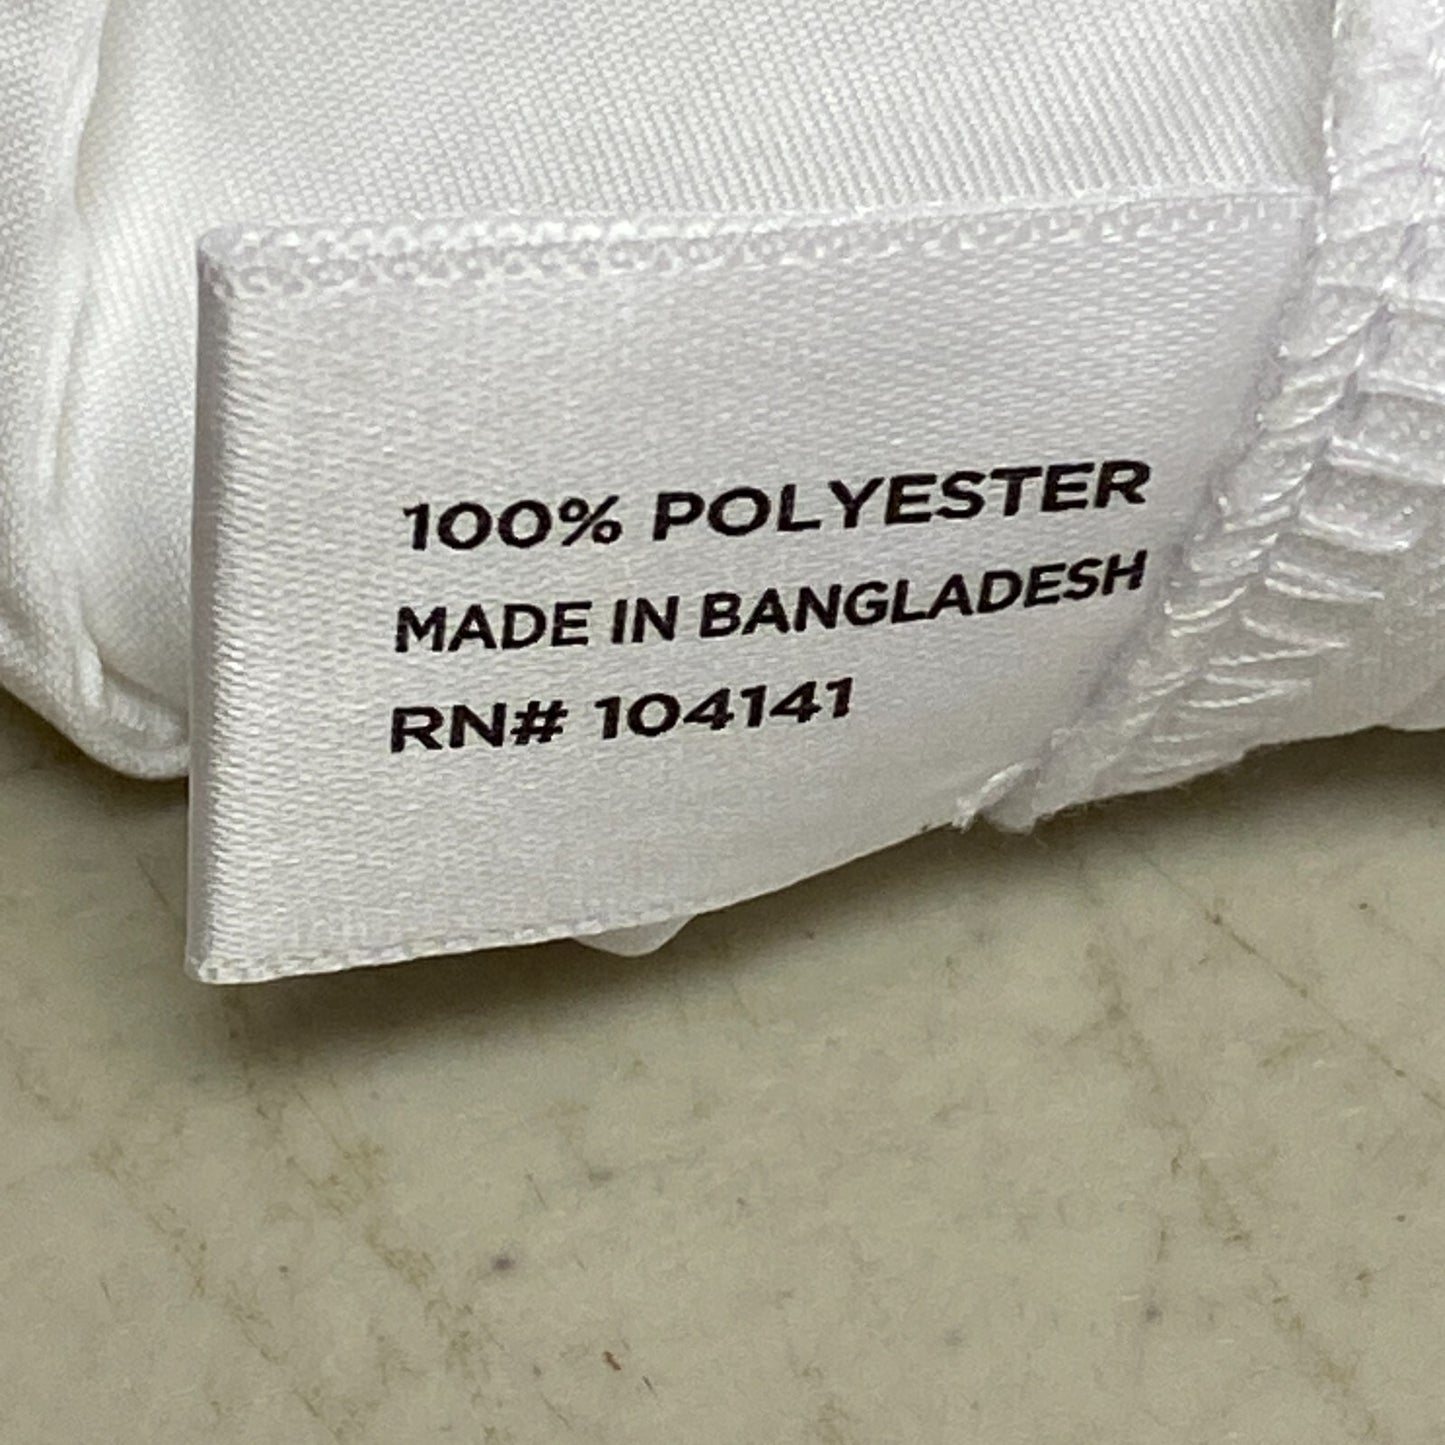 100% POLYESTER
MADE IN BANGLADESH
RN# 104141